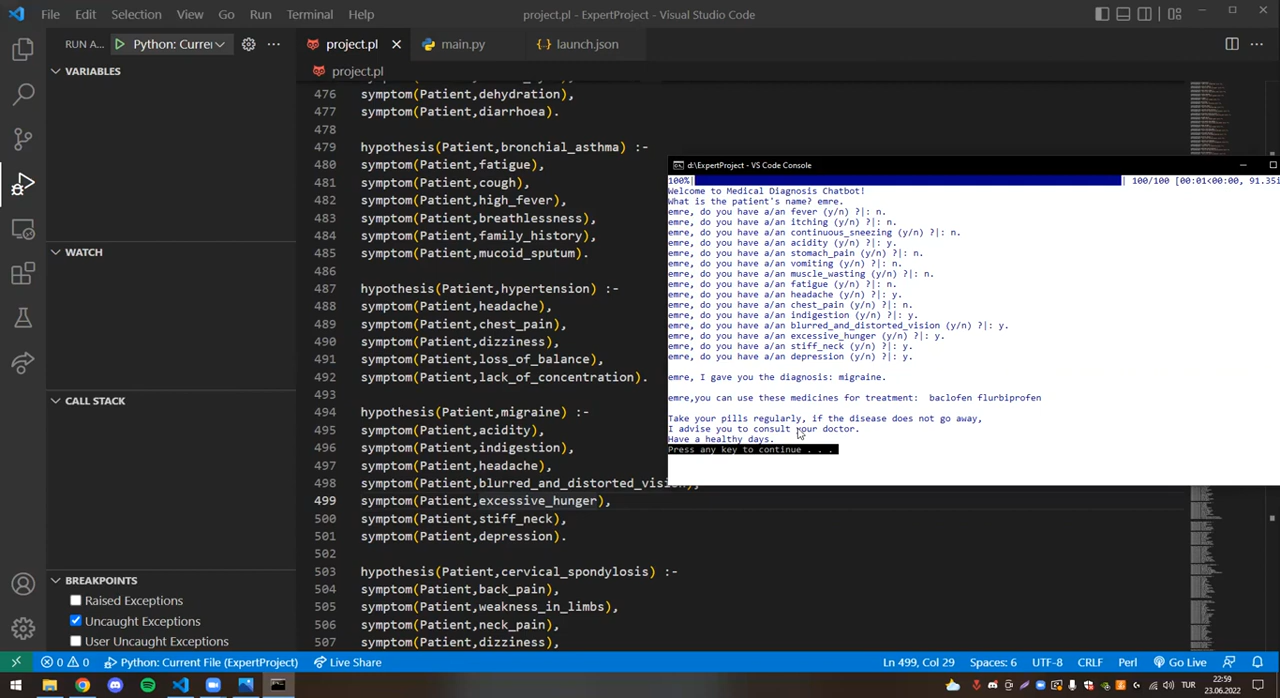 File Edit Selection View Go Run Terminal Help
project.pl - ExpertProject - Visual Studio Code
RUN A... Python: Curre ...
project.pl main.py launch.json
project.pl
VARIABLES
WATCH
CALL STACK
BREAKPOINTS
Raised Exceptions
Uncaught Exceptions
User Uncaught Exceptions
476 symptom(Patient,dehydration),
477 symptom(Patient,diarrhoea).
478
479 hypothesis(Patient,bronchial_asthma) :-
480 symptom(Patient,fatigue),
481 symptom(Patient,cough),
482 symptom(Patient,high_fever),
483 symptom(Patient,breathlessness),
484 symptom(Patient,family_history),
485 symptom(Patient,mucoid_sputum).
486
487 hypothesis(Patient,hypertension) :-
488 symptom(Patient,headache),
489 symptom(Patient,chest_pain),
490 symptom(Patient,dizziness),
491 symptom(Patient,loss_of_balance),
492 symptom(Patient,lack_of_concentration).
493
494 hypothesis(Patient,migraine) :-
495 symptom(Patient,acidity),
496 symptom(Patient,indigestion),
497 symptom(Patient,headache),
498 symptom(Patient,blurred_and_distorted_vision),
499 symptom(Patient,excessive_hunger),
500 symptom(Patient,stiff_neck),
501 symptom(Patient,depression).
502
503 hypothesis(Patient,cervical_spondylosis) :-
504 symptom(Patient,back_pain),
505 symptom(Patient,weakness_in_limbs),
506 symptom(Patient,neck_pain),
507 symptom(Patient,dizziness),
d:\ExpertProject - VS Code Console
100%| | 100/100 [00:01<00:00, 91.35i
Welcome to Medical Diagnosis Chatbot!
What is the patient's name? emre.
emre, do you have a/an fever (y/n) ?|: n.
emre, do you have a/an itching (y/n) ?|: n.
emre, do you have a/an continuous_sneezing (y/n) ?|: n.
emre, do you have a/an acidity (y/n) ?|: y.
emre, do you have a/an stomach_pain (y/n) ?|: n.
emre, do you have a/an vomiting (y/n) ?|: n.
emre, do you have a/an muscle_wasting (y/n) ?|: n.
emre, do you have a/an fatigue (y/n) ?|: n.
emre, do you have a/an headache (y/n) ?|: y.
emre, do you have a/an chest_pain (y/n) ?|: n.
emre, do you have a/an indigestion (y/n) ?|: y.
emre, do you have a/an blurred_and_distorted_vision (y/n) ?|: y.
emre, do you have a/an excessive_hunger (y/n) ?|: y.
emre, do you have a/an stiff_neck (y/n) ?|: y.
emre, do you have a/an depression (y/n) ?|: y.
emre, I gave you the diagnosis: migraine.
emre,you can use these medicines for treatment: baclofen flurbiprofen
Take your pills regularly, if the disease does not go away,
I advise you to consult your doctor.
Have a healthy days.
Press any key to continue . . .
0 0 Python: Current File (ExpertProject) Live Share
Ln 499, Col 29 Spaces: 6 UTF-8 CRLF Perl Go Live
TUR 22:59
23.06.2022